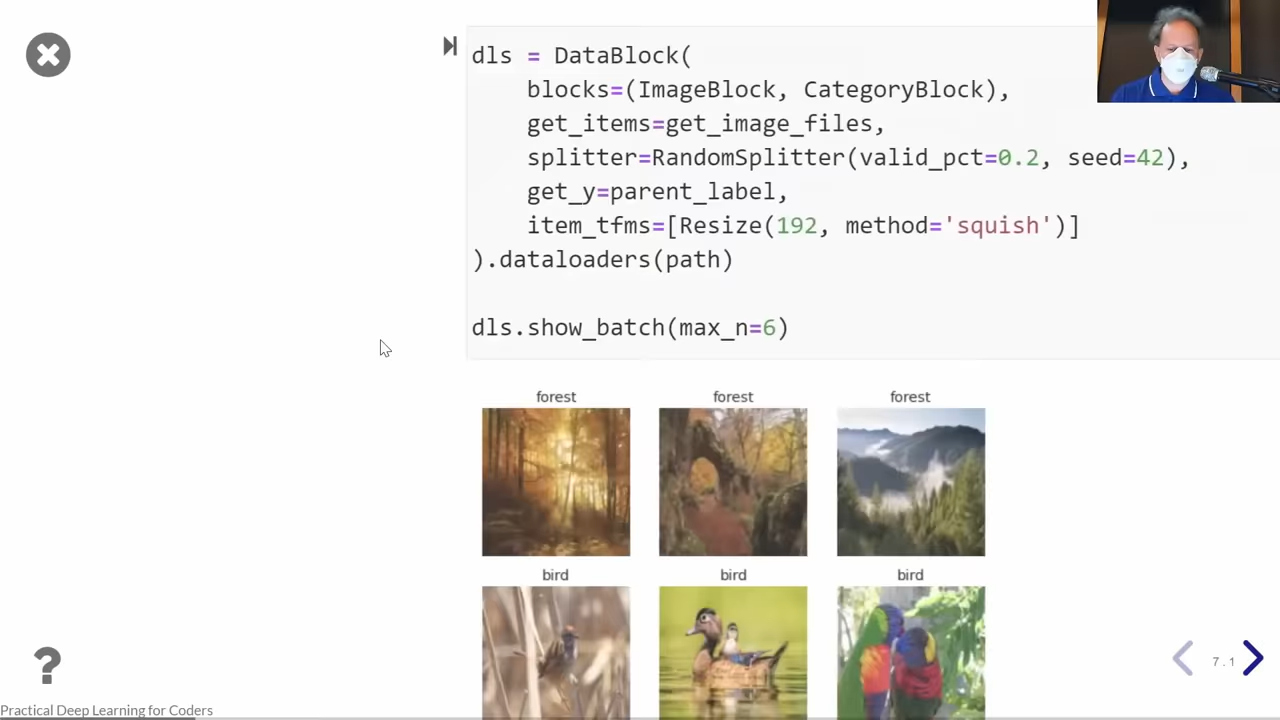 dls = DataBlock(
blocks=(ImageBlock, CategoryBlock),
get_items=get_image_files,
splitter=RandomSplitter(valid_pct=0.2, seed=42),
get_y=parent_label,
item_tfms=[Resize(192, method='squish')]
).dataloaders(path)
dls.show_batch(max_n=6)
forest forest forest
bird bird bird
?
7.1
Practical Deep Learning for Coders